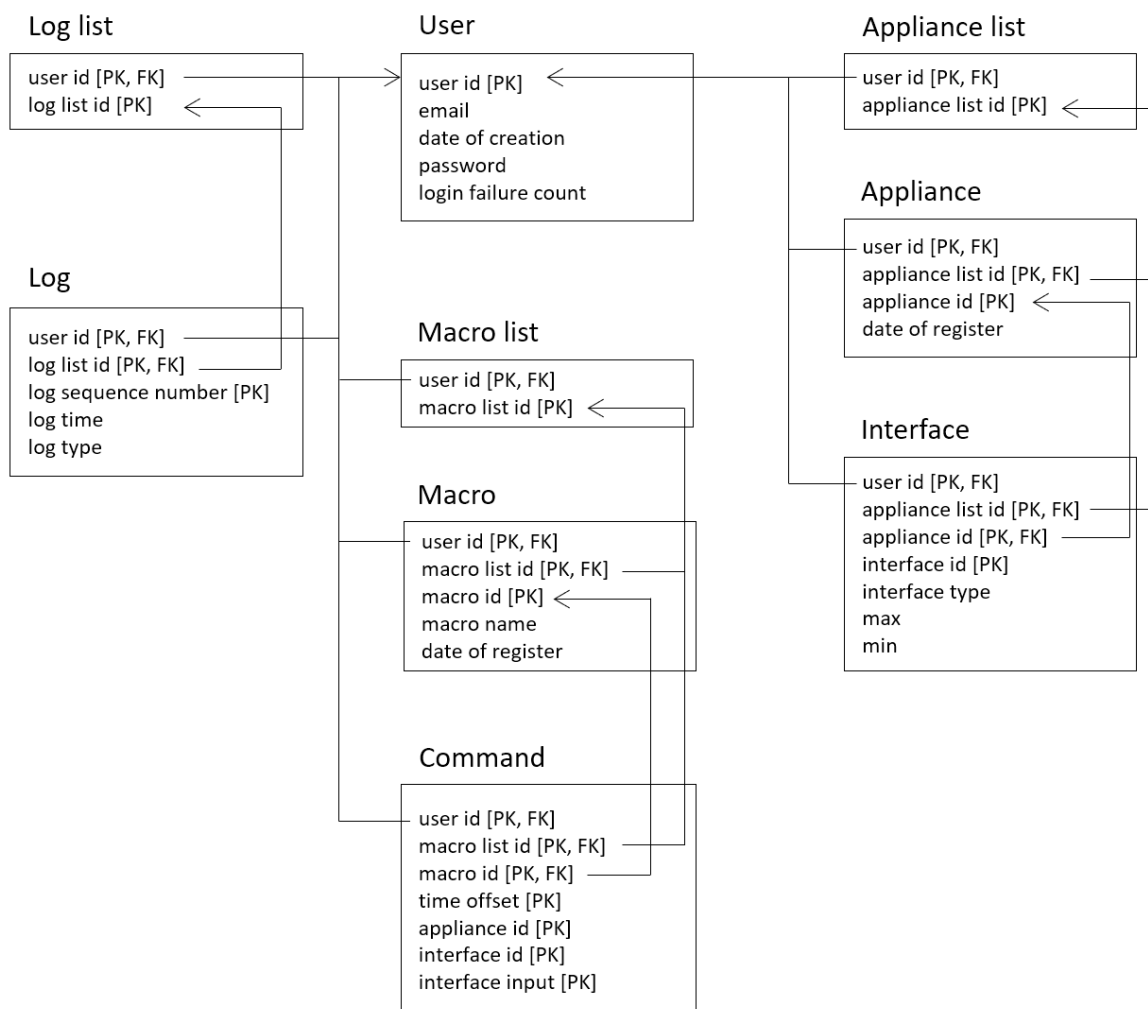 Log list
user id [PK, FK]
log list id [PK]
Log
user id [PK, FK]
log list id [PK, FK]
log sequence number [PK]
log time
log type
User
user id [PK]
email
date of creation
password
login failure count
Macro list
user id [PK, FK]
macro list id [PK]
Macro
user id [PK, FK]
macro list id [PK, FK]
macro id [PK]
macro name
date of register
Command
user id [PK, FK]
macro list id [PK, FK]
macro id [PK, FK]
time offset [PK]
appliance id [PK]
interface id [PK]
interface input [PK]
Appliance list
user id [PK, FK]
appliance list id [PK]
Appliance
user id [PK, FK]
appliance list id [PK, FK]
appliance id [PK]
date of register
Interface
user id [PK, FK]
appliance list id [PK, FK]
appliance id [PK, FK]
interface id [PK]
interface type
max
min